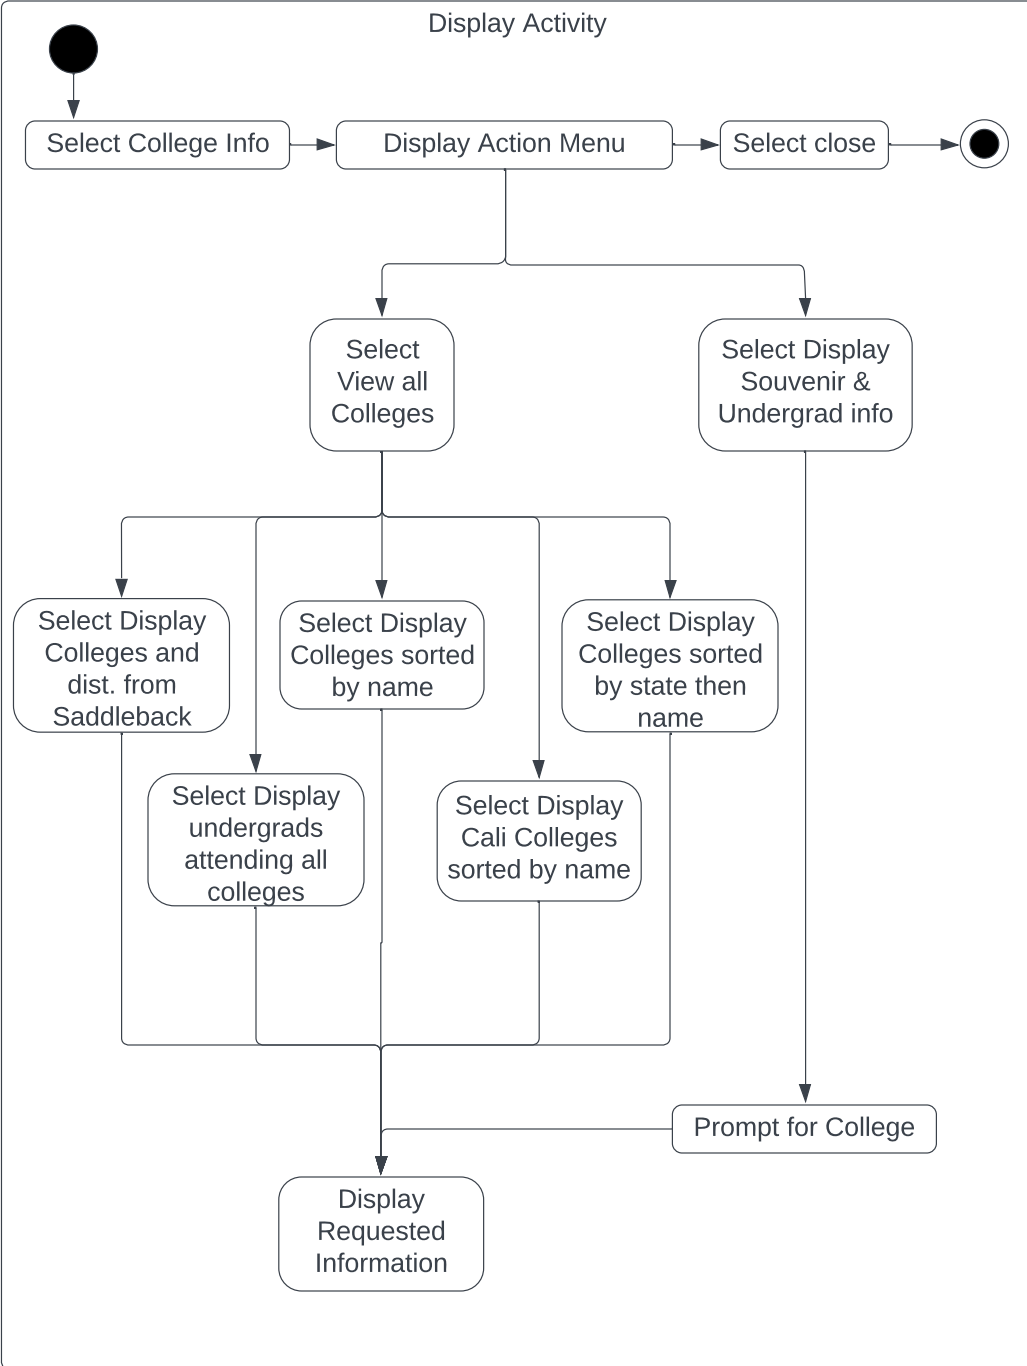 Display Activity
Select College Info
Display Action Menu
Select close
Select
View all
Colleges
Select Display
Souvenir &
Undergrad info
Select Display
Colleges and
dist. from
Saddleback
Select Display
Colleges sorted
by name
Select Display
Colleges sorted
by state then
name
Select Display
undergrads
attending all
colleges
Select Display
Cali Colleges
sorted by name
Prompt for College
Display
Requested
Information